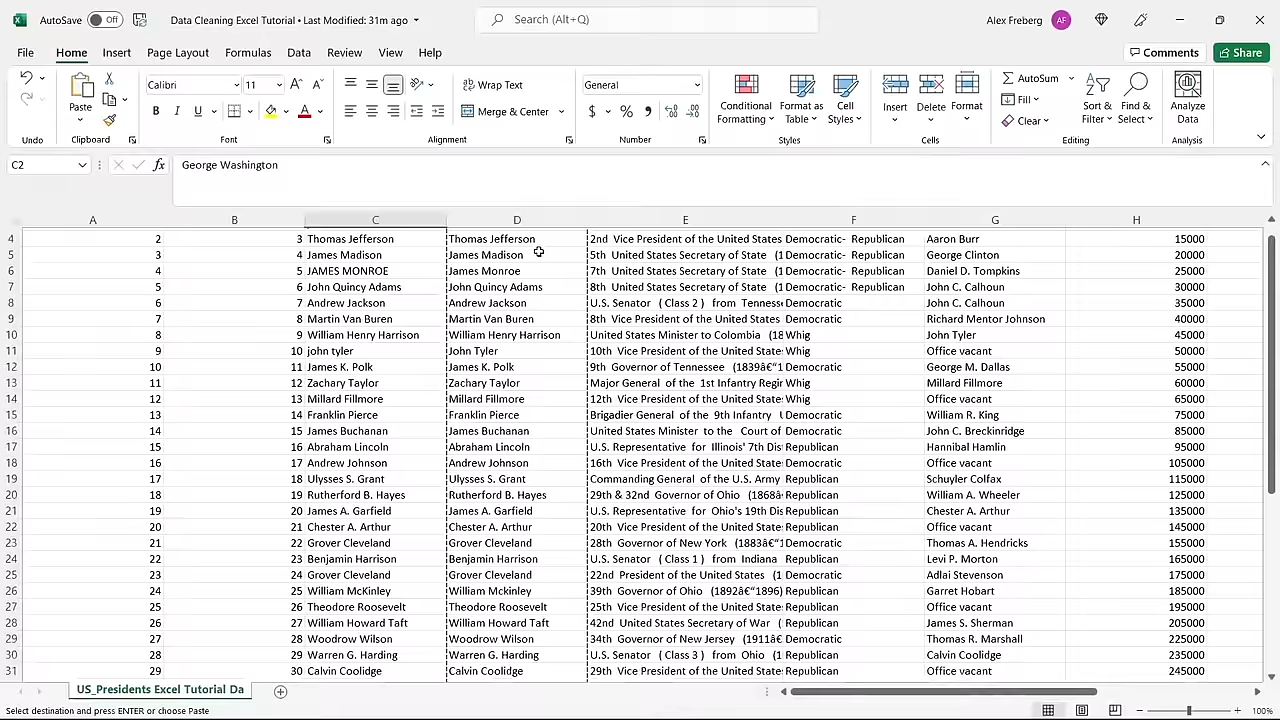 AutoSave Off Data Cleaning Excel Tutorial • Last Modified: 31m ago Search (Alt+Q) Alex Freberg AF
File Home Insert Page Layout Formulas Data Review View Help Comments Share
Calibri 11 Wrap Text General AutoSum
Paste Conditional Format as Cell Insert Delete Format Fill Sort & Find & Analyze
B I U A Merge & Center $ % Formatting Table Styles Clear Filter Select Data
Undo Clipboard Font Alignment Number Styles Cells Editing Analysis
C2 fx George Washington
A B C D E F G H
4 2 3 Thomas Jefferson Thomas Jefferson 2nd Vice President of the United States Democratic- Republican Aaron Burr 15000
5 3 4 James Madison James Madison 5th United States Secretary of State (1 Democratic- Republican George Clinton 20000
6 4 5 JAMES MONROE James Monroe 7th United States Secretary of State (1 Democratic- Republican Daniel D. Tompkins 25000
7 5 6 John Quincy Adams John Quincy Adams 8th United States Secretary of State (1 Democratic- Republican John C. Calhoun 30000
8 6 7 Andrew Jackson Andrew Jackson U.S. Senator ( Class 2 ) from Tenness Democratic John C. Calhoun 35000
9 7 8 Martin Van Buren Martin Van Buren 8th Vice President of the United States Democratic Richard Mentor Johnson 40000
10 8 9 William Henry Harrison William Henry Harrison United States Minister to Colombia (18 Whig John Tyler 45000
11 9 10 john tyler John Tyler 10th Vice President of the United State Whig Office vacant 50000
12 10 11 James K. Polk James K. Polk 9th Governor of Tennessee (1839â€“1 Democratic George M. Dallas 55000
13 11 12 Zachary Taylor Zachary Taylor Major General of the 1st Infantry Regi Whig Millard Fillmore 60000
14 12 13 Millard Fillmore Millard Fillmore 12th Vice President of the United State Whig Office vacant 65000
15 13 14 Franklin Pierce Franklin Pierce Brigadier General of the 9th Infantry Democratic William R. King 75000
16 14 15 James Buchanan James Buchanan United States Minister to the Court of Democratic John C. Breckinridge 85000
17 15 16 Abraham Lincoln Abraham Lincoln U.S. Representative for Illinois' 7th Dis Republican Hannibal Hamlin 95000
18 16 17 Andrew Johnson Andrew Johnson 16th Vice President of the United State Democratic Office vacant 105000
19 17 18 Ulysses S. Grant Ulysses S. Grant Commanding General of the U.S. Army Republican Schuyler Colfax 115000
20 18 19 Rutherford B. Hayes Rutherford B. Hayes 29th & 32nd Governor of Ohio (1868â Republican William A. Wheeler 125000
21 19 20 James A. Garfield James A. Garfield U.S. Representative for Ohio's 19th Dis Republican Chester A. Arthur 135000
22 20 21 Chester A. Arthur Chester A. Arthur 20th Vice President of the United State Republican Office vacant 145000
23 21 22 Grover Cleveland Grover Cleveland 28th Governor of New York (1883â€“1 Democratic Thomas A. Hendricks 155000
24 22 23 Benjamin Harrison Benjamin Harrison U.S. Senator ( Class 1 ) from Indiana Republican Levi P. Morton 165000
25 23 24 Grover Cleveland Grover Cleveland 22nd President of the United States (1 Democratic Adlai Stevenson 175000
26 24 25 William McKinley William Mckinley 39th Governor of Ohio (1892â€“1896) Republican Garret Hobart 185000
27 25 26 Theodore Roosevelt Theodore Roosevelt 25th Vice President of the United State Republican Office vacant 195000
28 26 27 William Howard Taft William Howard Taft 42nd United States Secretary of War ( Republican James S. Sherman 205000
29 27 28 Woodrow Wilson Woodrow Wilson 34th Governor of New Jersey (1911â€ Democratic Thomas R. Marshall 225000
30 28 29 Warren G. Harding Warren G. Harding U.S. Senator ( Class 3 ) from Ohio (1 Republican Calvin Coolidge 235000
31 29 30 Calvin Coolidge Calvin Coolidge 29th Vice President of the United State Republican Office vacant 245000
US_Presidents Excel Tutorial Da
Select destination and press ENTER or choose Paste 100%